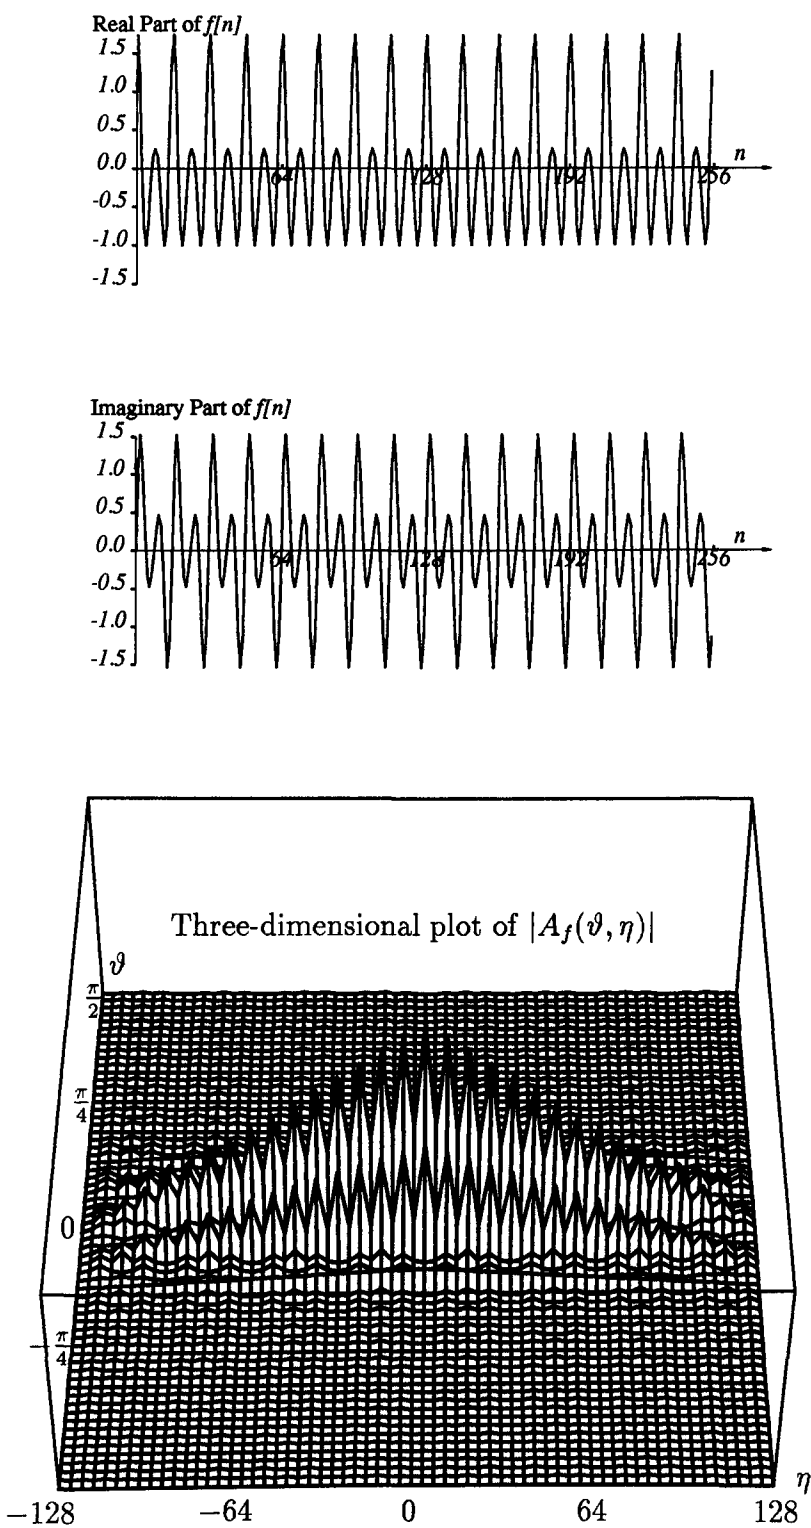 Real Part of f[n]
1.5
1.0
0.5
0.0
-0.5
-1.0
-1.5
64
128
192
256
n
Imaginary Part of f[n]
1.5
1.0
0.5
0.0
-0.5
-1.0
-1.5
64
128
192
256
n
Three-dimensional plot of |A_f(ϑ, η)|
ϑ
π/2
π/4
0
−π/4
η
−128
−64
0
64
128